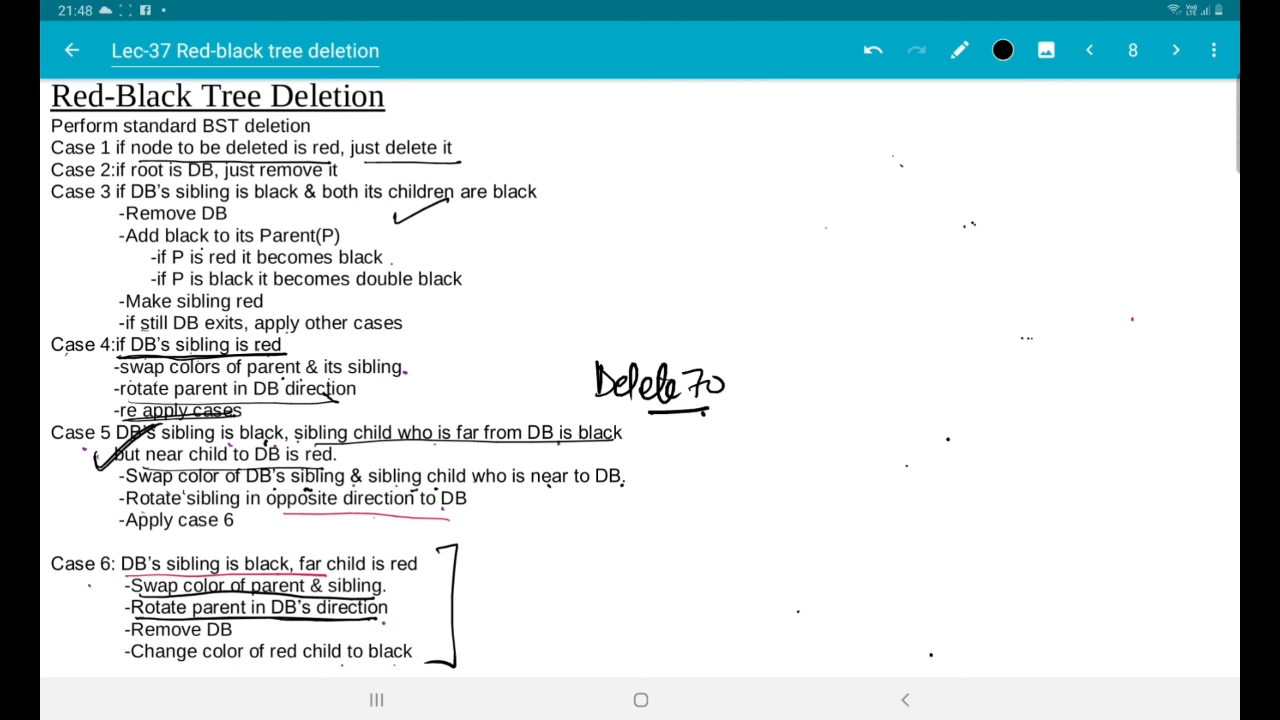 21:48
Lec-37 Red-black tree deletion
8
Red-Black Tree Deletion
Perform standard BST deletion
Case 1 if node to be deleted is red, just delete it
Case 2:if root is DB, just remove it
Case 3 if DB's sibling is black & both its children are black
-Remove DB
-Add black to its Parent(P)
-if P is red it becomes black
-if P is black it becomes double black
-Make sibling red
-if still DB exits, apply other cases
Case 4:if DB's sibling is red
-swap colors of parent & its sibling
-rotate parent in DB direction
Delete 70
-re apply cases
Case 5 DB's sibling is black, sibling child who is far from DB is black
but near child to DB is red.
-Swap color of DB's sibling & sibling child who is near to DB.
-Rotate sibling in opposite direction to DB
-Apply case 6
Case 6: DB's sibling is black, far child is red
-Swap color of parent & sibling.
-Rotate parent in DB's direction
-Remove DB
-Change color of red child to black